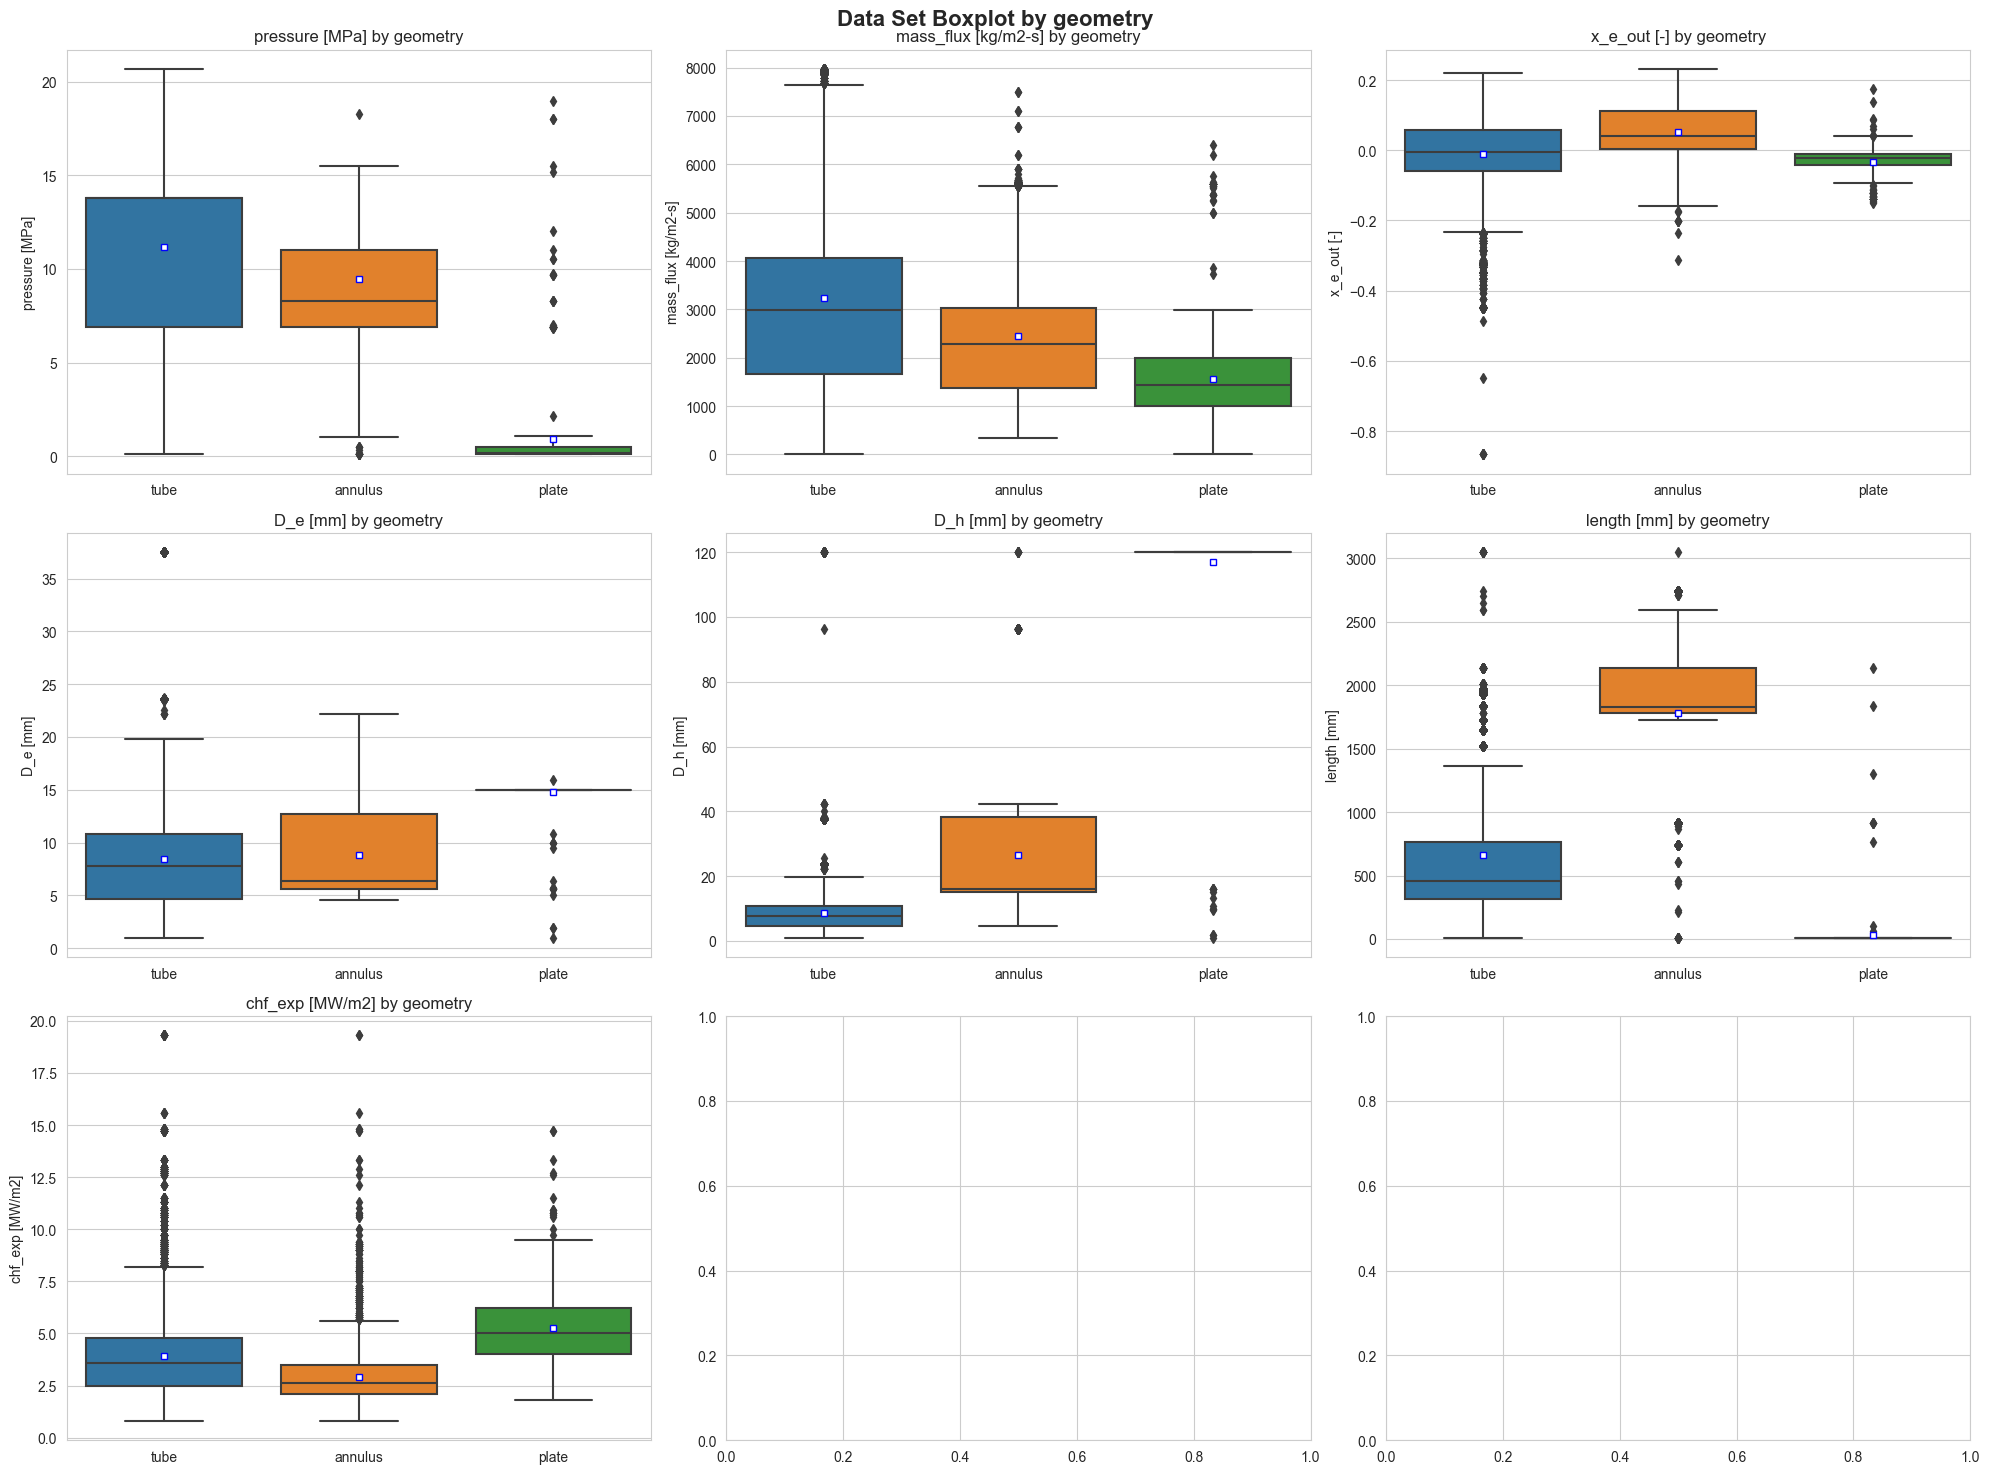 Data Set Boxplot by geometry
pressure [MPa] by geometry
pressure [MPa]
20
15
10
5
0
tube annulus plate
mass_flux [kg/m2-s] by geometry
mass_flux [kg/m2-s]
8000
7000
6000
5000
4000
3000
2000
1000
0
tube annulus plate
x_e_out [-] by geometry
x_e_out [-]
0.2
0.0
−0.2
−0.4
−0.6
−0.8
tube annulus plate
D_e [mm] by geometry
D_e [mm]
35
30
25
20
15
10
5
0
tube annulus plate
D_h [mm] by geometry
D_h [mm]
120
100
80
60
40
20
0
tube annulus plate
length [mm] by geometry
length [mm]
3000
2500
2000
1500
1000
500
0
tube annulus plate
chf_exp [MW/m2] by geometry
chf_exp [MW/m2]
20.0
17.5
15.0
12.5
10.0
7.5
5.0
2.5
0.0
tube annulus plate
1.0
0.8
0.6
0.4
0.2
0.0
0.0 0.2 0.4 0.6 0.8 1.0
1.0
0.8
0.6
0.4
0.2
0.0
0.0 0.2 0.4 0.6 0.8 1.0